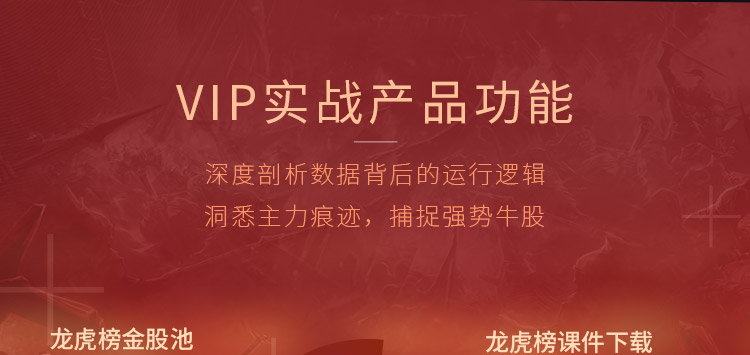 VIP实战产品功能
深度剖析数据背后的运行逻辑
洞悉主力痕迹，捕捉强势牛股
龙虎榜金股池
龙虎榜课件下载